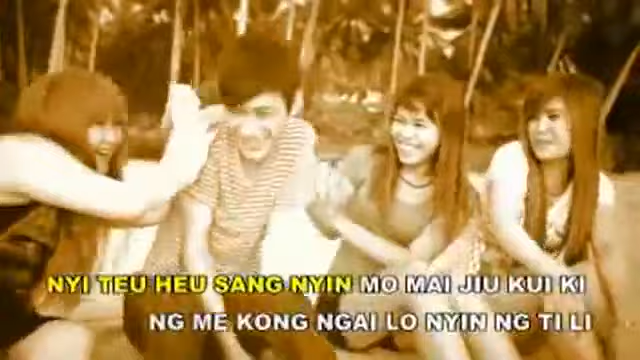 NYI TEU HEU SANG NYIN MO MAI JIU KUI KI
NG ME KONG NGAI LO NYIN NG TI LI